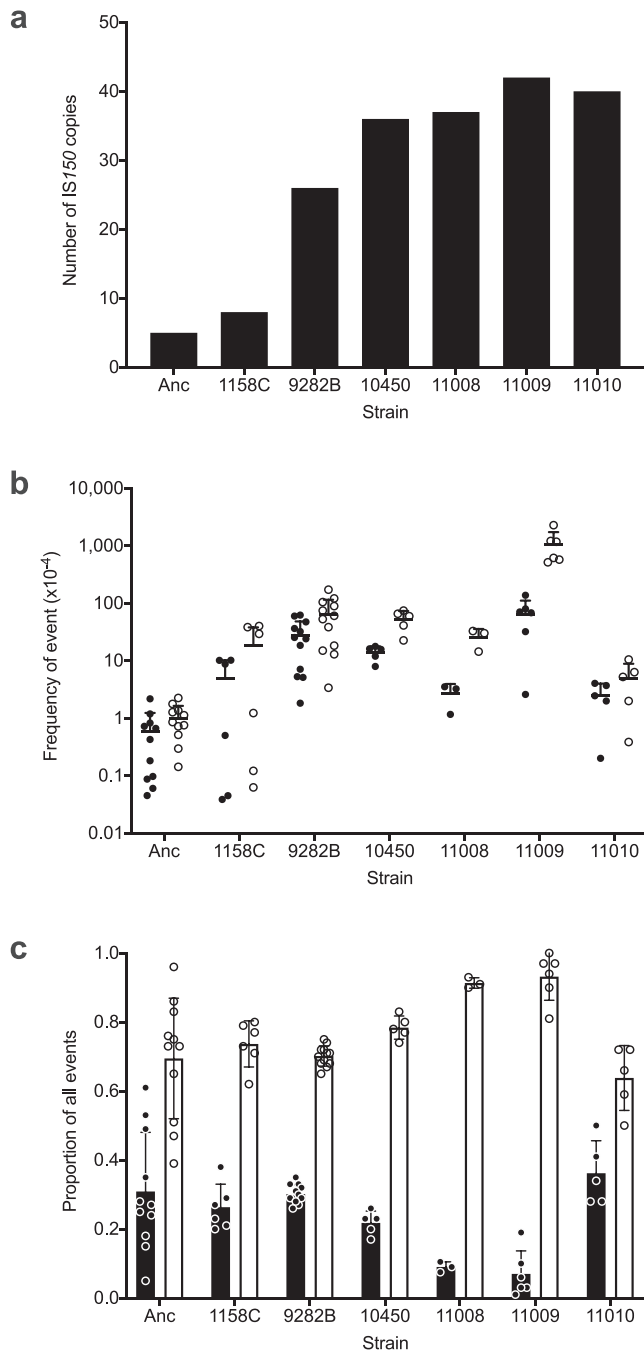 a
50
40
30
20
10
0
Number of IS150 copies
Anc 1158C 9282B 10450 11008 11009 11010
Strain
b
10,000
1,000
100
10
1
0.1
0.01
Frequency of event (x10-4)
Anc 1158C 9282B 10450 11008 11009 11010
Strain
c
1.0
0.8
0.6
0.4
0.2
0.0
Proportion of all events
Anc 1158C 9282B 10450 11008 11009 11010
Strain